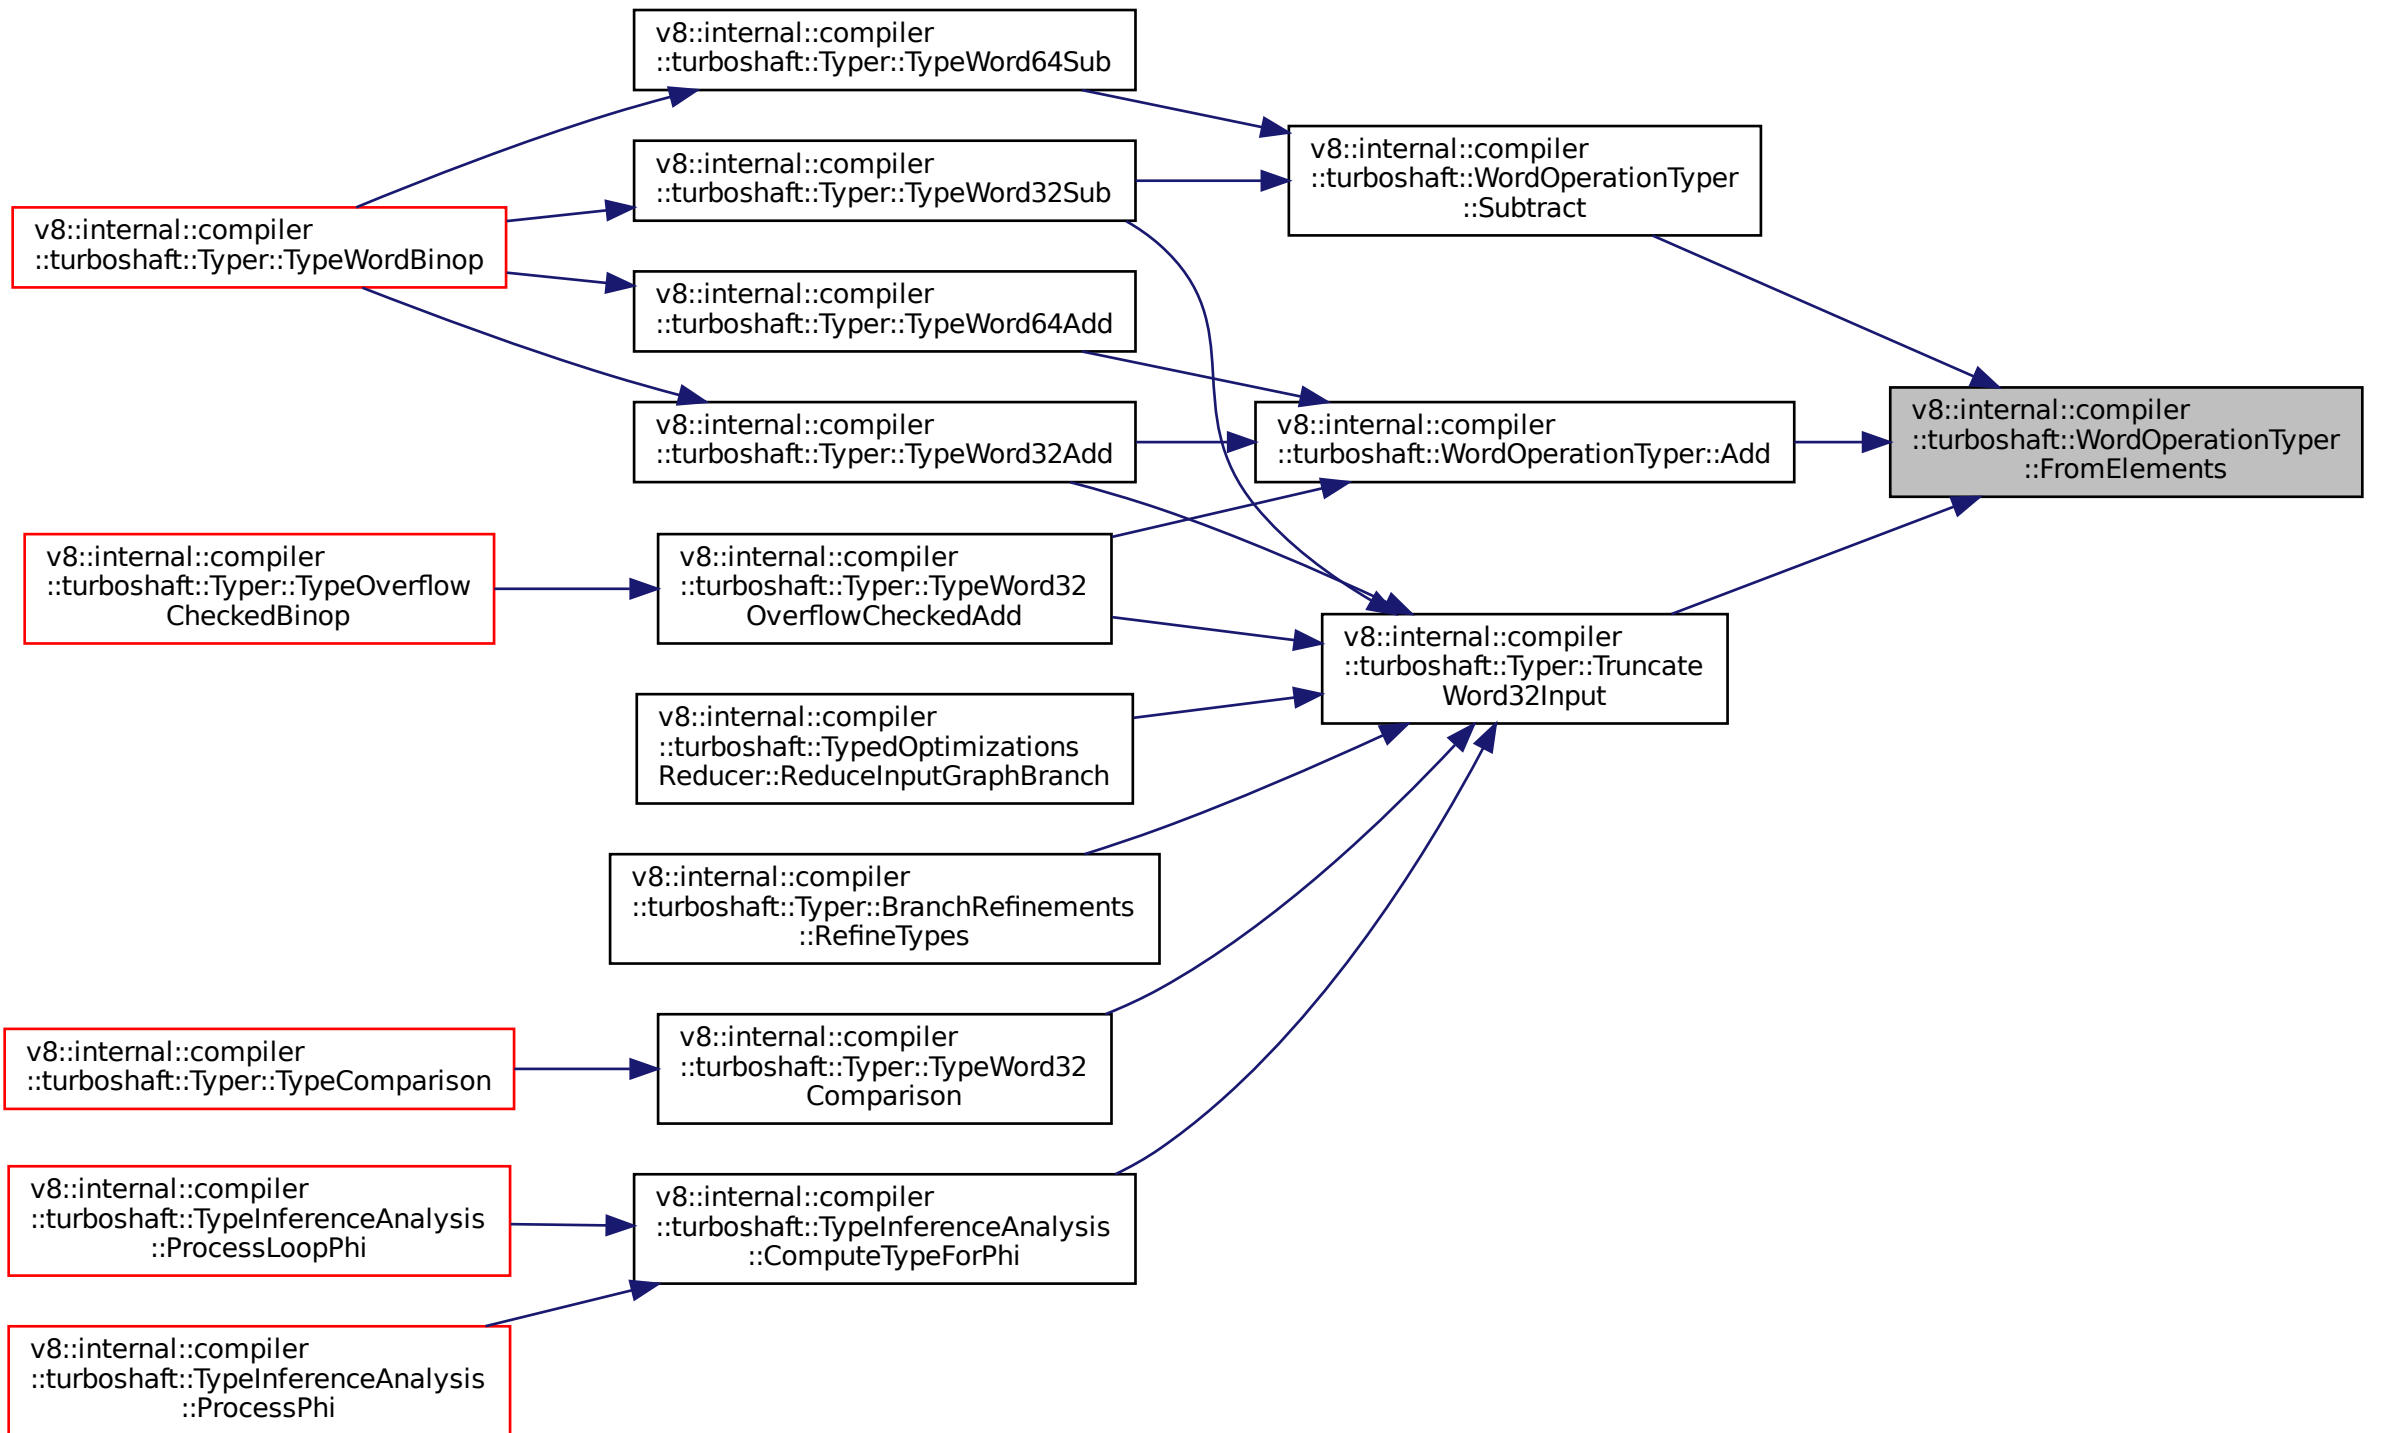 v8::internal::compiler
::turboshaft::Typer::TypeWord64Sub
v8::internal::compiler
::turboshaft::WordOperationTyper
::Subtract
v8::internal::compiler
::turboshaft::Typer::TypeWord32Sub
v8::internal::compiler
::turboshaft::Typer::TypeWordBinop
v8::internal::compiler
::turboshaft::Typer::TypeWord64Add
v8::internal::compiler
::turboshaft::WordOperationTyper
::FromElements
v8::internal::compiler
::turboshaft::Typer::TypeWord32Add
v8::internal::compiler
::turboshaft::WordOperationTyper::Add
v8::internal::compiler
::turboshaft::Typer::TypeOverflow
CheckedBinop
v8::internal::compiler
::turboshaft::Typer::TypeWord32
OverflowCheckedAdd
v8::internal::compiler
::turboshaft::Typer::Truncate
Word32Input
v8::internal::compiler
::turboshaft::TypedOptimizations
Reducer::ReduceInputGraphBranch
v8::internal::compiler
::turboshaft::Typer::BranchRefinements
::RefineTypes
v8::internal::compiler
::turboshaft::Typer::TypeComparison
v8::internal::compiler
::turboshaft::Typer::TypeWord32
Comparison
v8::internal::compiler
::turboshaft::TypeInferenceAnalysis
::ProcessLoopPhi
v8::internal::compiler
::turboshaft::TypeInferenceAnalysis
::ComputeTypeForPhi
v8::internal::compiler
::turboshaft::TypeInferenceAnalysis
::ProcessPhi